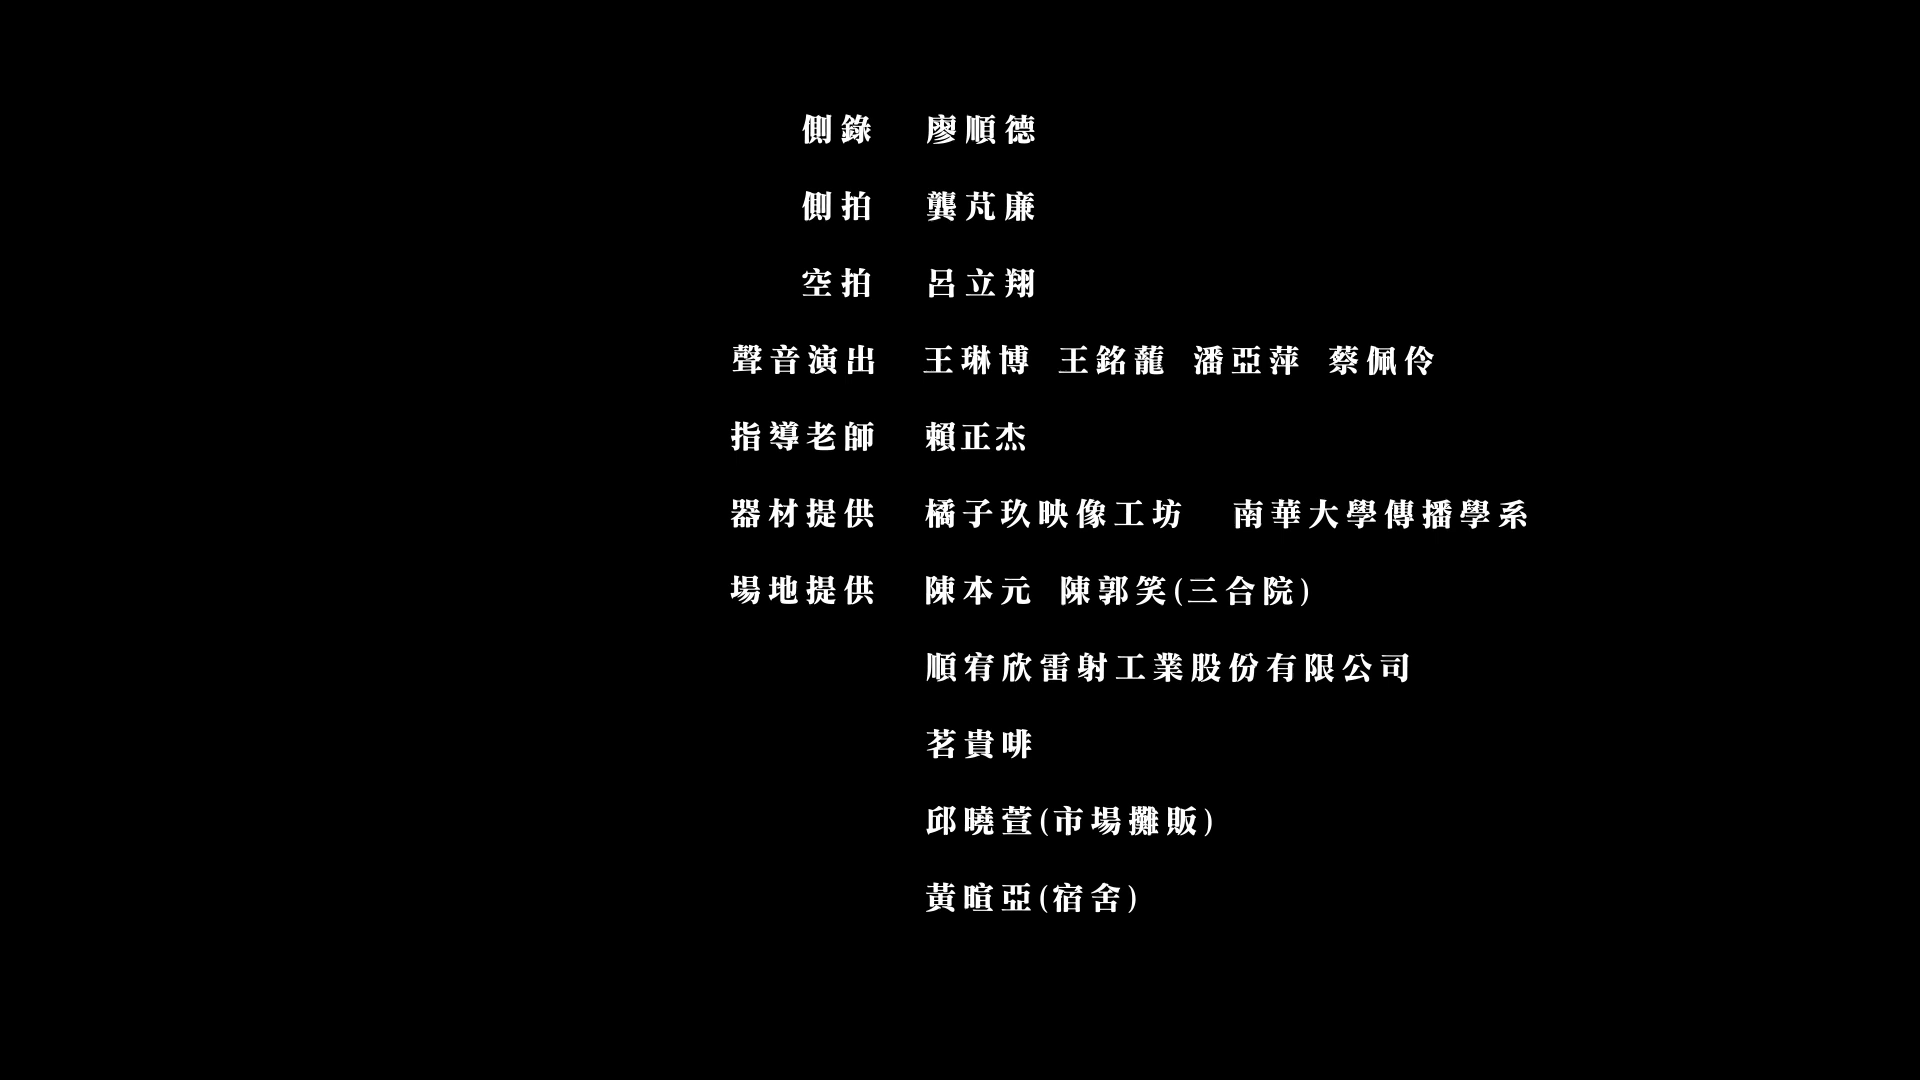 側錄 廖順德
側拍 龔芃廉
空拍 呂立翔
聲音演出 王琳博 王銘蘢 潘亞萍 蔡佩伶
指導老師 賴正杰
器材提供 橘子玖映像工坊 南華大學傳播學系
場地提供 陳本元 陳郭笑(三合院)
順宥欣雷射工業股份有限公司
茗貴啡
邱曉萱(市場攤販)
黃暄亞(宿舍)